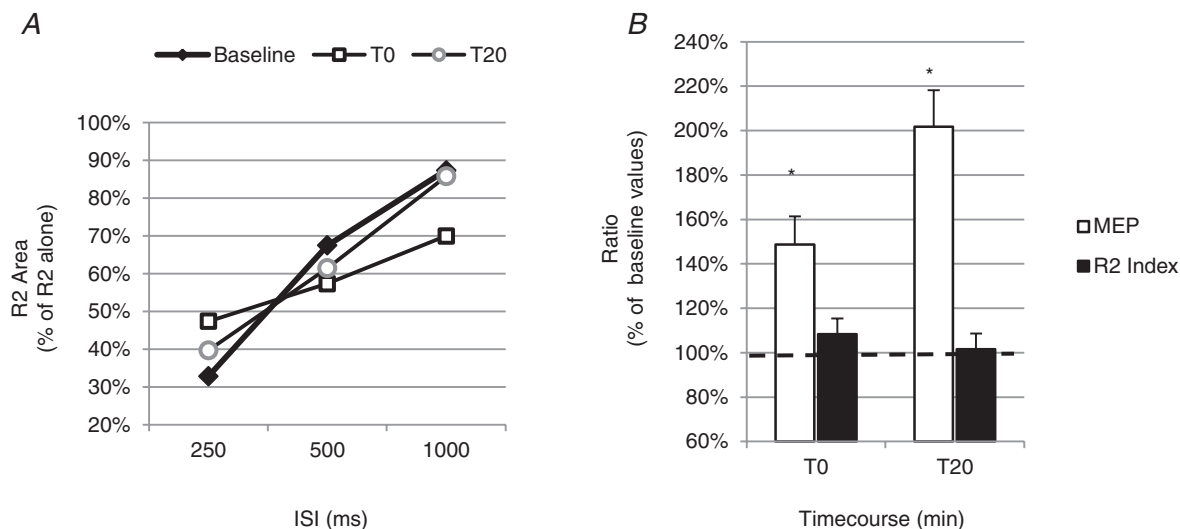 A
Baseline T0 T20
R2 Area
(% of R2 alone)
100%
90%
80%
70%
60%
50%
40%
30%
20%
250 500 1000
ISI (ms)
B
Ratio
(% of baseline values)
240%
220%
200%
180%
160%
140%
120%
100%
80%
60%
*
*
T0 T20
Timecourse (min)
MEP
R2 Index